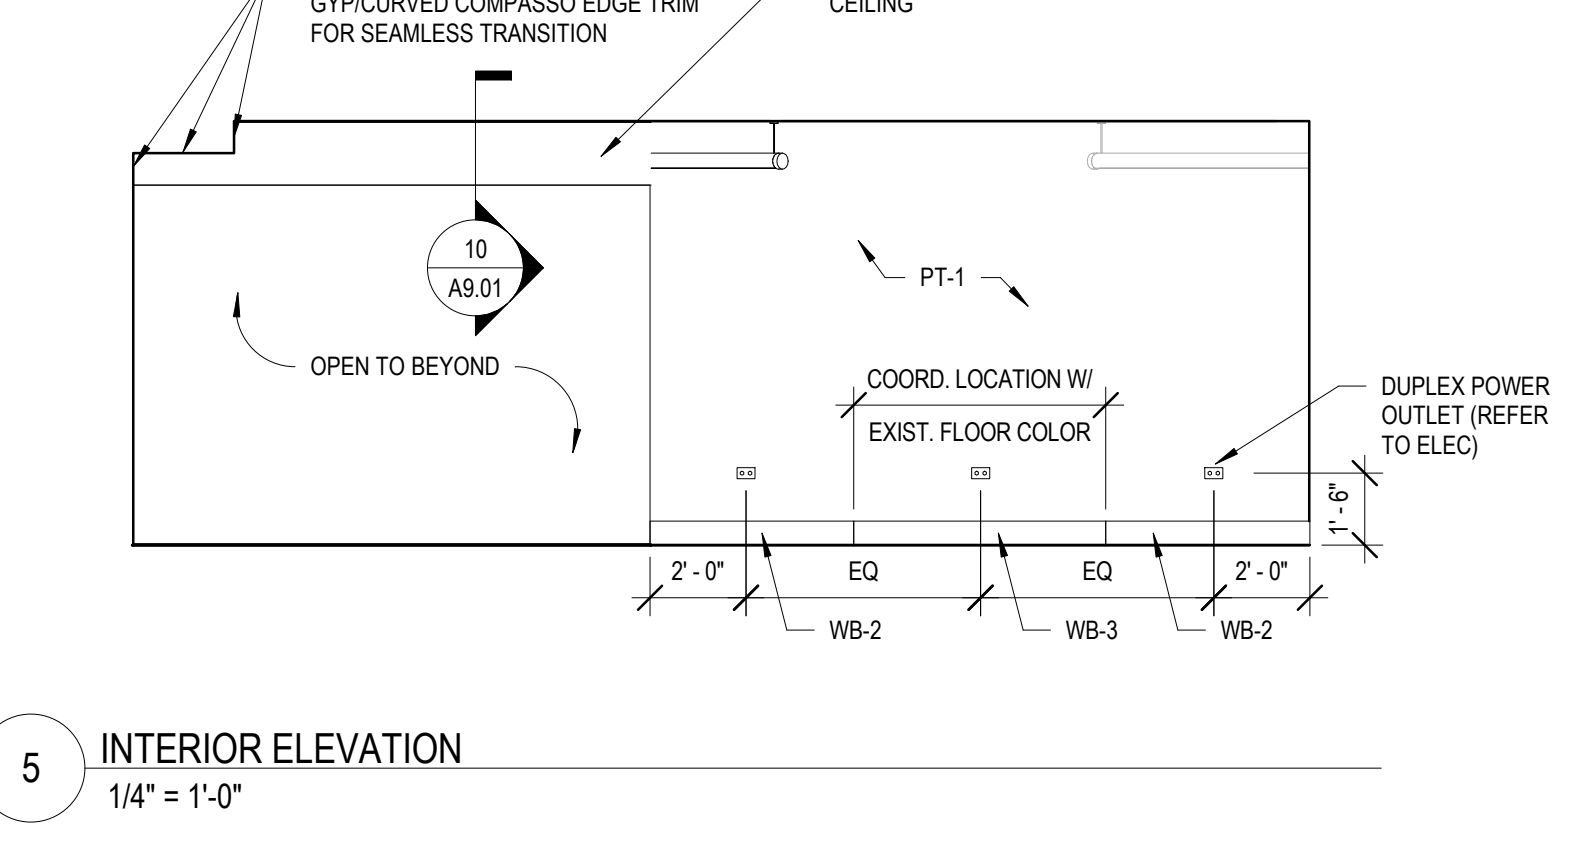 GYP/CURVED COMPASSO EDGE TRIM
FOR SEAMLESS TRANSITION
CEILING
10
A9.01
PT-1
OPEN TO BEYOND
COORD. LOCATION W/
EXIST. FLOOR COLOR
DUPLEX POWER
OUTLET (REFER
TO ELEC)
1' - 6"
2' - 0"
EQ
EQ
2' - 0"
WB-2
WB-3
WB-2
5
INTERIOR ELEVATION
1/4" = 1'-0"